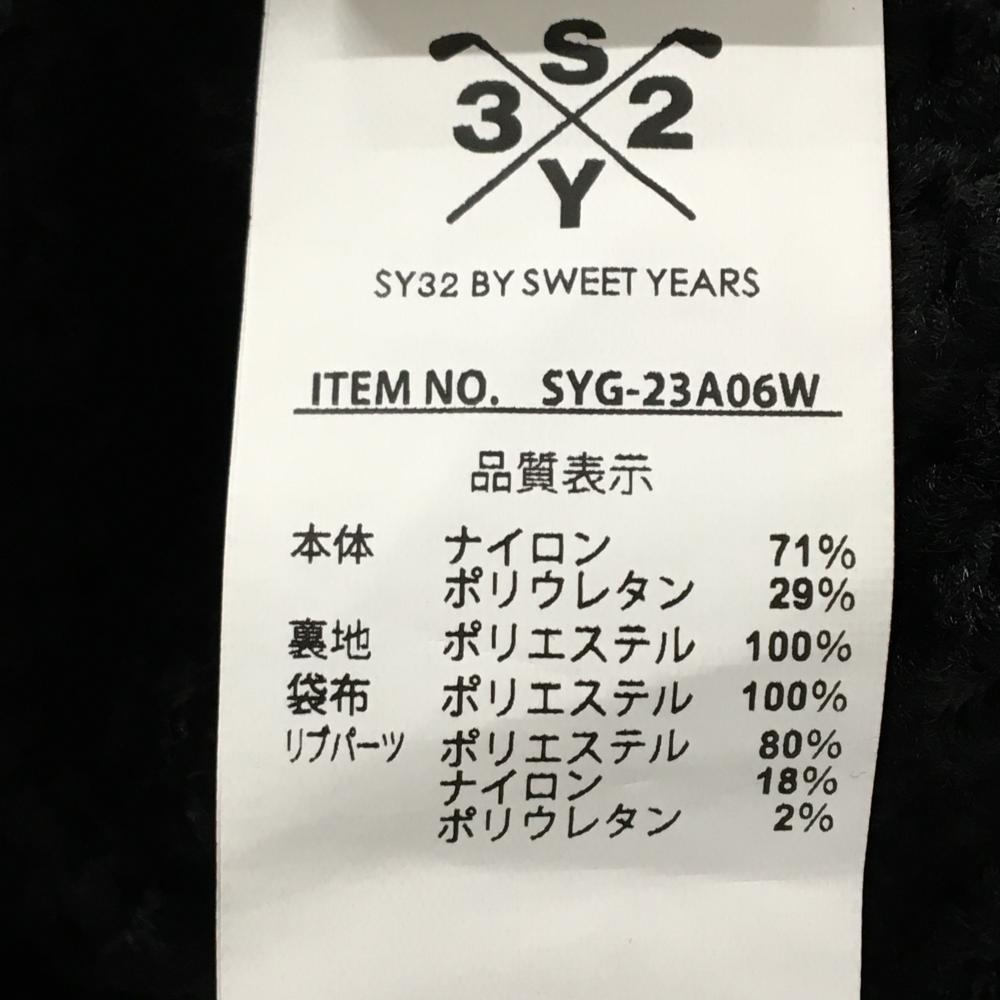 S
3 2
Y
SY32 BY SWEET YEARS
ITEM NO. SYG-23A06W
品質表示
本体 ナイロン 71%
ポリウレタン 29%
裏地 ポリエステル 100%
袋布 ポリエステル 100%
リブパーツ ポリエステル 80%
ナイロン 18%
ポリウレタン 2%